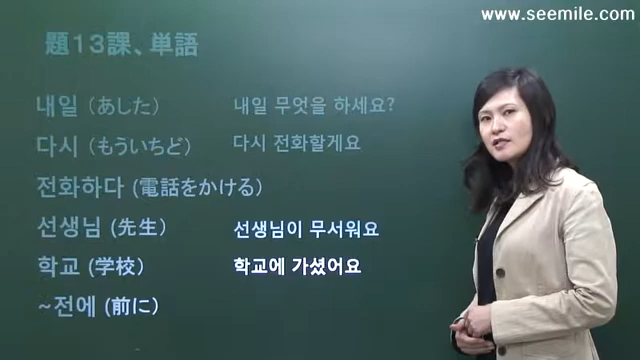 www.seemile.com
題13課、単語
내일 (あした) 내일 무엇을 하세요?
다시 (もういちど) 다시 전화할게요
전화하다 (電話をかける)
선생님 (先生) 선생님이 무서워요
학교 (学校) 학교에 가셨어요
~전에 (前に)